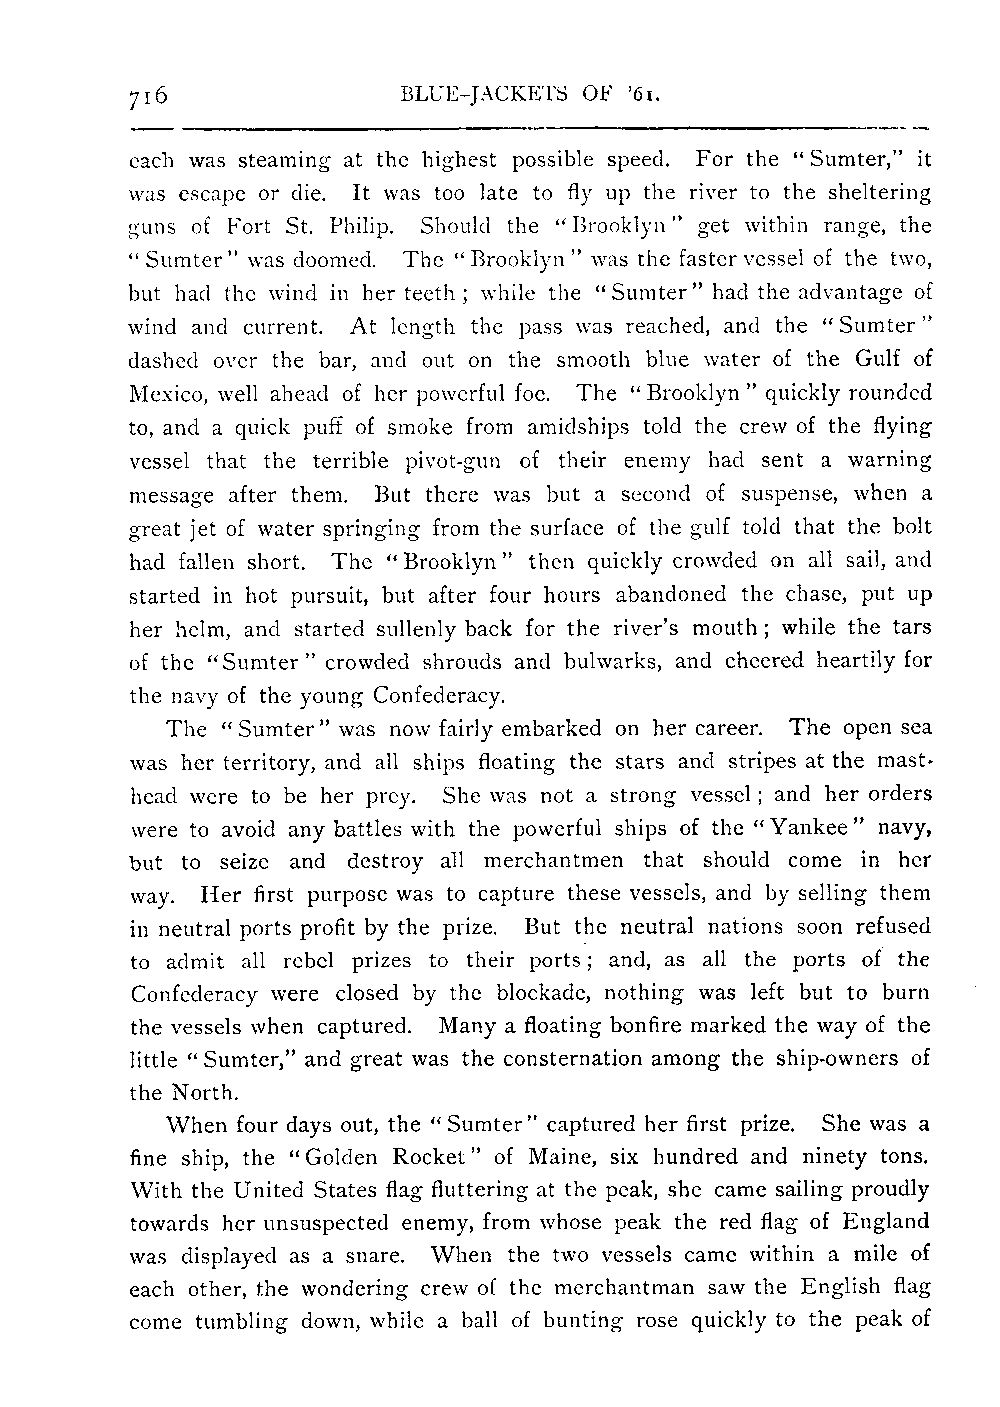 716 BLUE-JACKETS OF '61.
each was steaming at the highest possible speed. For the "Sumter," it
was escape or die. It was too late to fly up the river to the sheltering
guns of Fort St. Philip. Should the "Brooklyn" get within range, the
"Sumter" was doomed. The "Brooklyn" was the faster vessel of the two,
but had the wind in her teeth; while the "Sumter" had the advantage of
wind and current. At length the pass was reached, and the "Sumter"
dashed over the bar, and out on the smooth blue water of the Gulf of
Mexico, well ahead of her powerful foe. The "Brooklyn" quickly rounded
to, and a quick puff of smoke from amidships told the crew of the flying
vessel that the terrible pivot-gun of their enemy had sent a warning
message after them. But there was but a second of suspense, when a
great jet of water springing from the surface of the gulf told that the bolt
had fallen short. The "Brooklyn" then quickly crowded on all sail, and
started in hot pursuit, but after four hours abandoned the chase, put up
her helm, and started sullenly back for the river's mouth; while the tars
of the "Sumter" crowded shrouds and bulwarks, and cheered heartily for
the navy of the young Confederacy.
The "Sumter" was now fairly embarked on her career. The open sea
was her territory, and all ships floating the stars and stripes at the mast-
head were to be her prey. She was not a strong vessel; and her orders
were to avoid any battles with the powerful ships of the "Yankee" navy,
but to seize and destroy all merchantmen that should come in her
way. Her first purpose was to capture these vessels, and by selling them
in neutral ports profit by the prize. But the neutral nations soon refused
to admit all rebel prizes to their ports; and, as all the ports of the
Confederacy were closed by the blockade, nothing was left but to burn
the vessels when captured. Many a floating bonfire marked the way of the
little "Sumter," and great was the consternation among the ship-owners of
the North.
When four days out, the "Sumter" captured her first prize. She was a
fine ship, the "Golden Rocket" of Maine, six hundred and ninety tons.
With the United States flag fluttering at the peak, she came sailing proudly
towards her unsuspected enemy, from whose peak the red flag of England
was displayed as a snare. When the two vessels came within a mile of
each other, the wondering crew of the merchantman saw the English flag
come tumbling down, while a ball of bunting rose quickly to the peak of